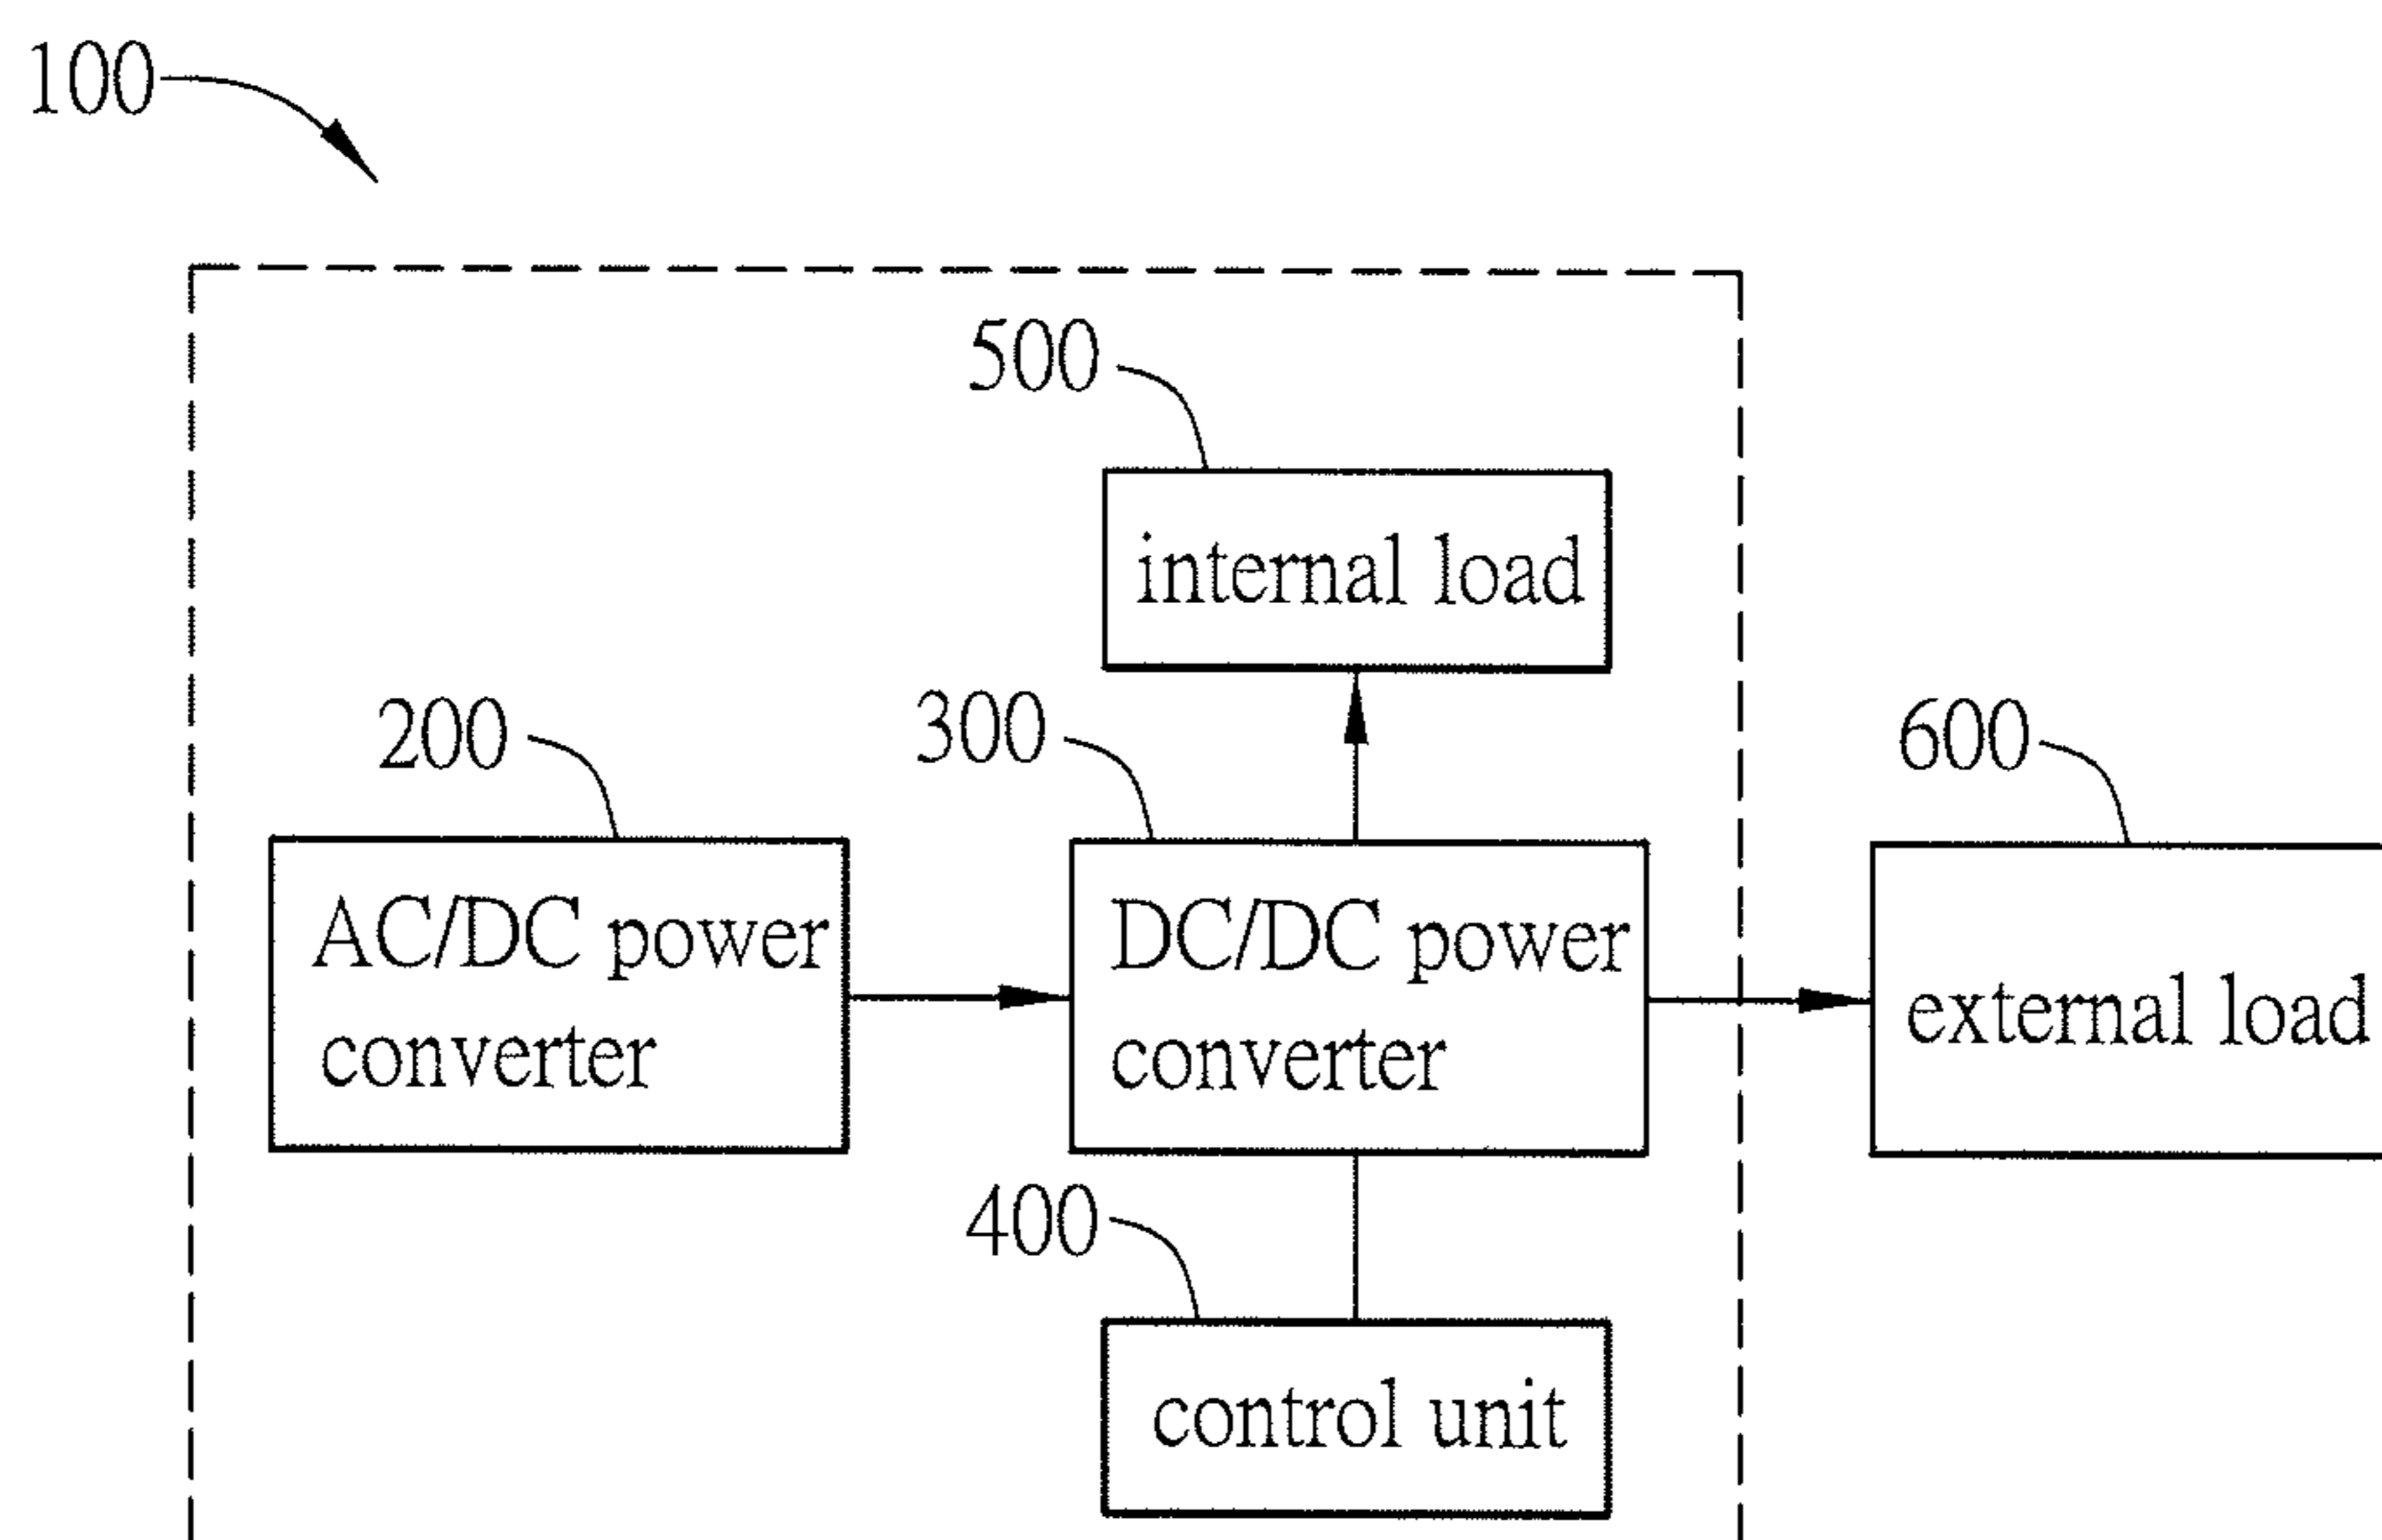 100
500
internal load
200
300
600
AC/DC power
converter
DC/DC power
converter
external load
400
control unit